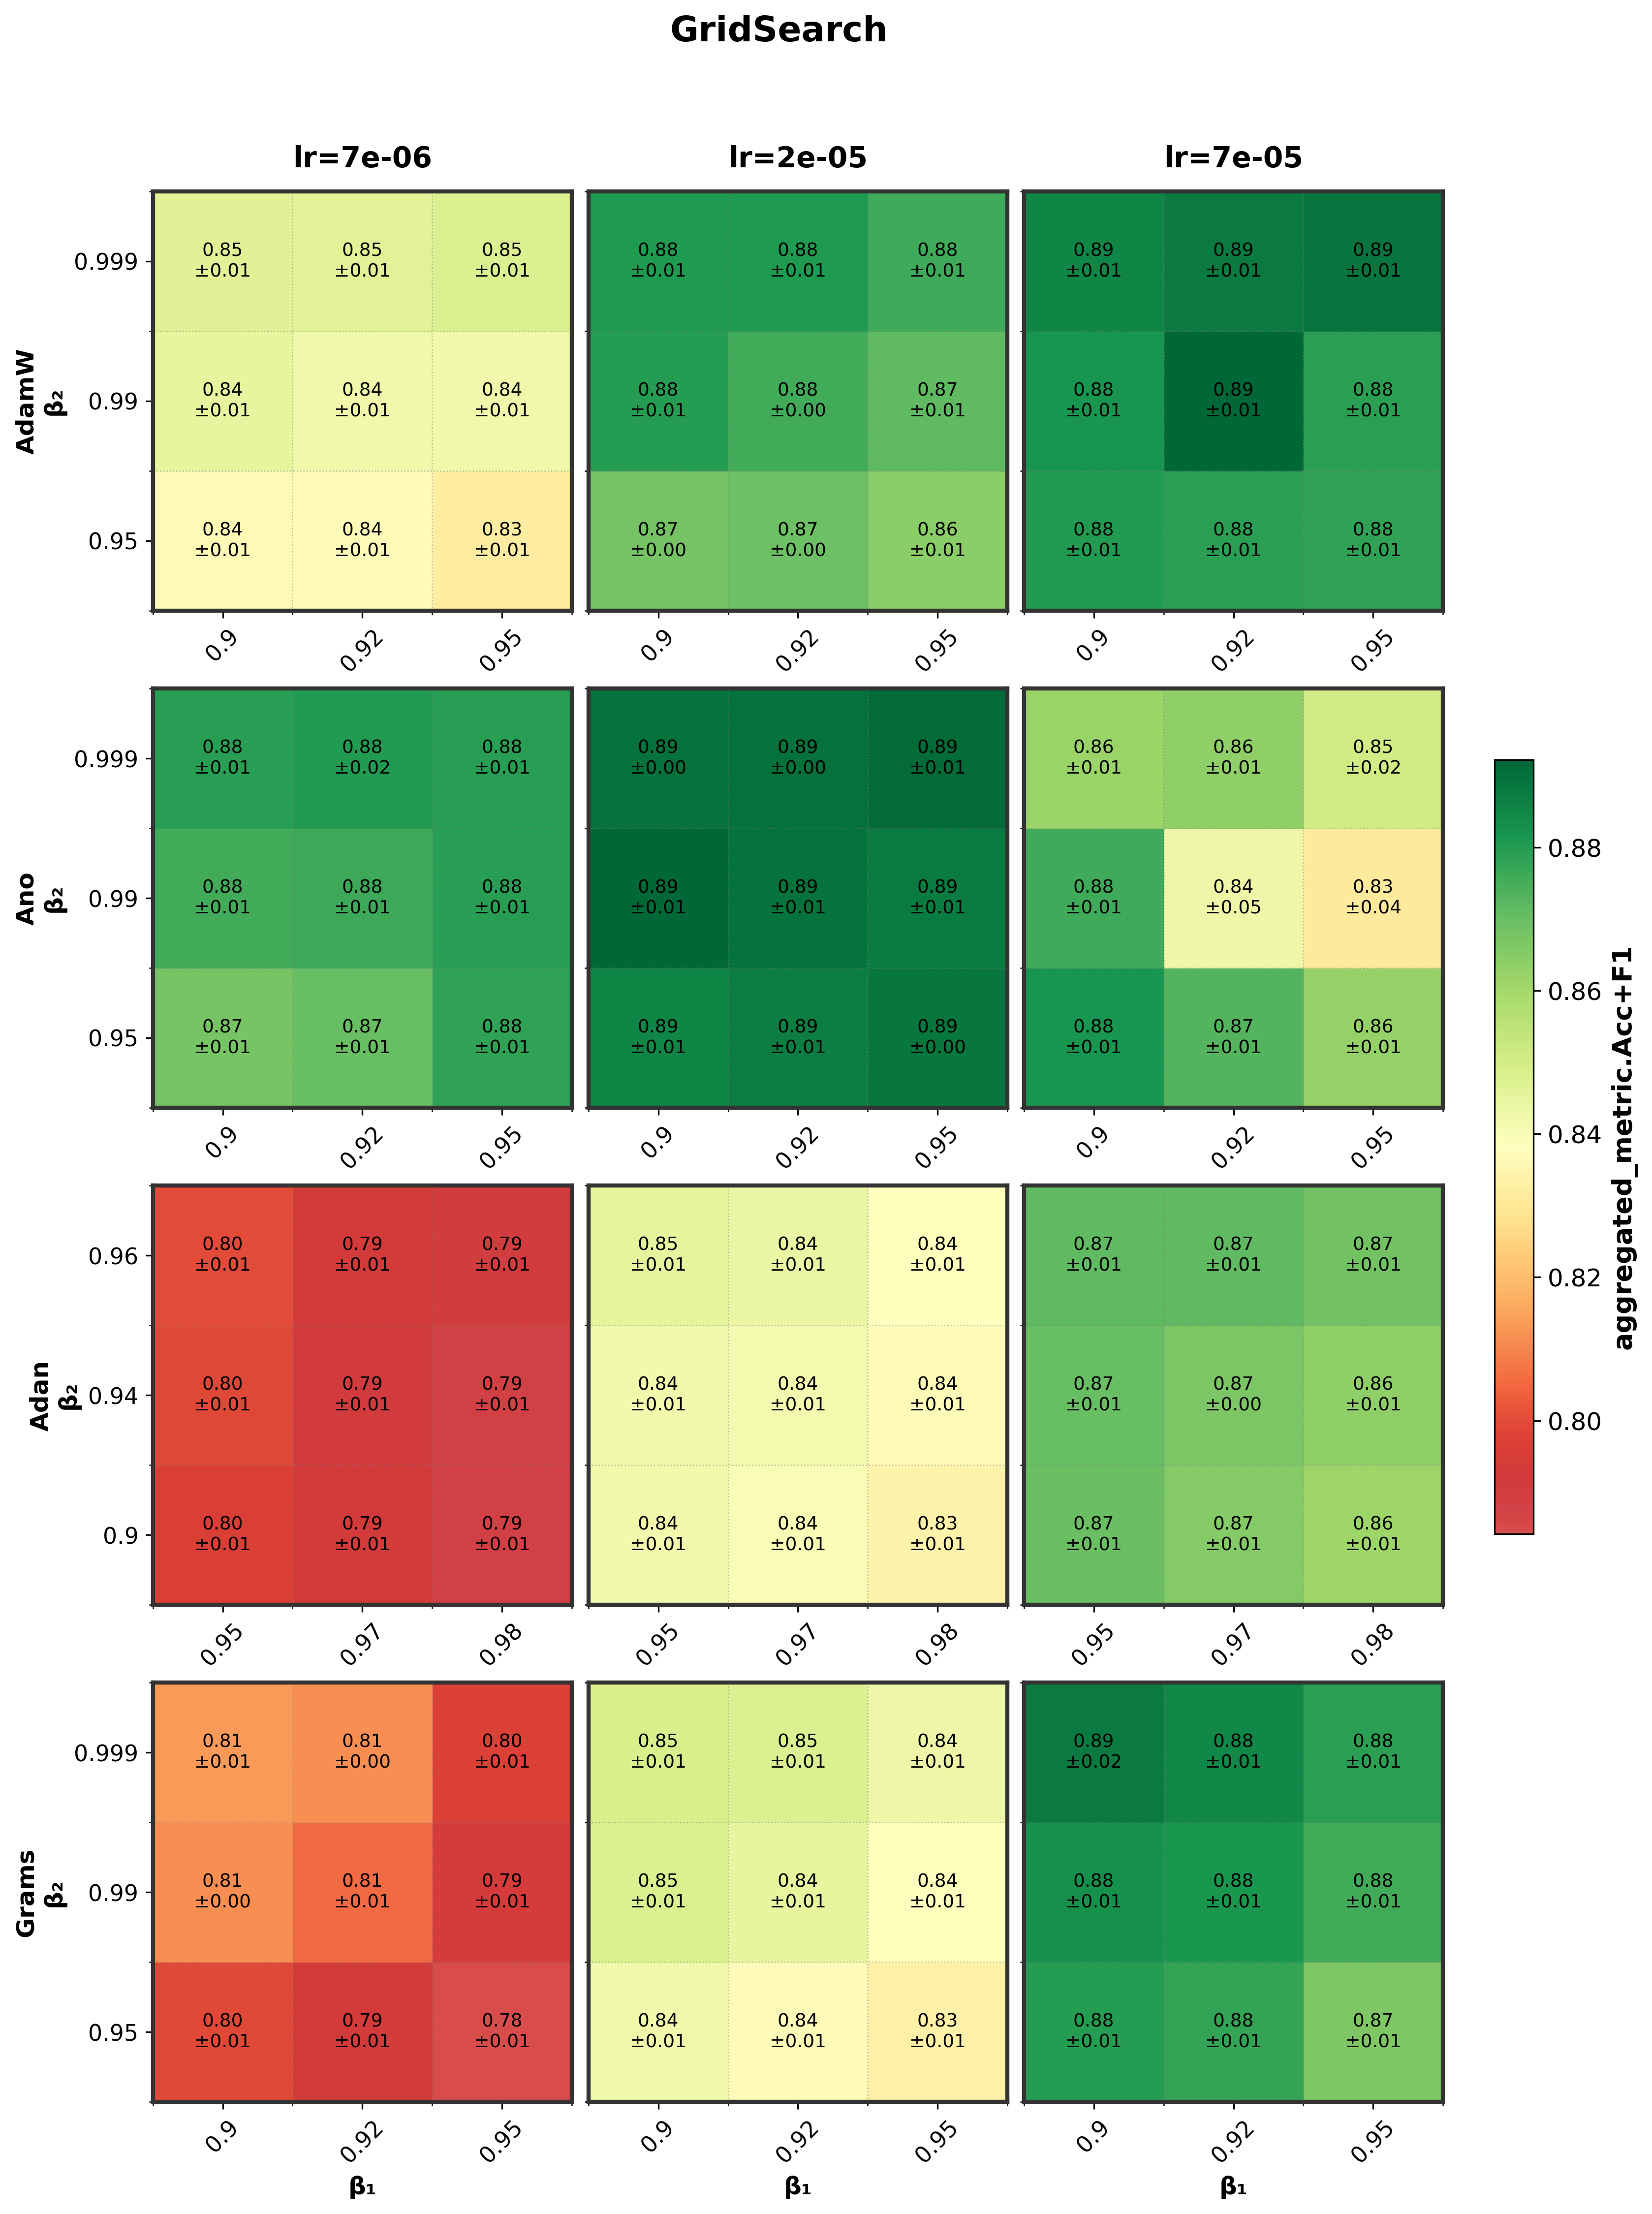 GridSearch
lr=7e-06 lr=2e-05 lr=7e-05
AdamW
β₂
0.999
0.85 0.85 0.85 0.88 0.88 0.88 0.89 0.89 0.89
±0.01 ±0.01 ±0.01 ±0.01 ±0.01 ±0.01 ±0.01 ±0.01 ±0.01
0.99
0.84 0.84 0.84 0.88 0.88 0.87 0.88 0.89 0.88
±0.01 ±0.01 ±0.01 ±0.01 ±0.00 ±0.01 ±0.01 ±0.01 ±0.01
0.95
0.84 0.84 0.83 0.87 0.87 0.86 0.88 0.88 0.88
±0.01 ±0.01 ±0.01 ±0.00 ±0.00 ±0.01 ±0.01 ±0.01 ±0.01
0.9 0.92 0.95 0.9 0.92 0.95 0.9 0.92 0.95
Ano
β₂
0.999
0.88 0.88 0.88 0.89 0.89 0.89 0.86 0.86 0.85
±0.01 ±0.02 ±0.01 ±0.00 ±0.00 ±0.01 ±0.01 ±0.01 ±0.02
0.99
0.88 0.88 0.88 0.89 0.89 0.89 0.88 0.84 0.83
±0.01 ±0.01 ±0.01 ±0.01 ±0.01 ±0.01 ±0.01 ±0.05 ±0.04
0.95
0.87 0.87 0.88 0.89 0.89 0.89 0.88 0.87 0.86
±0.01 ±0.01 ±0.01 ±0.01 ±0.01 ±0.00 ±0.01 ±0.01 ±0.01
0.9 0.92 0.95 0.9 0.92 0.95 0.9 0.92 0.95
Adan
β₂
0.96
0.80 0.79 0.79 0.85 0.84 0.84 0.87 0.87 0.87
±0.01 ±0.01 ±0.01 ±0.01 ±0.01 ±0.01 ±0.01 ±0.01 ±0.01
0.94
0.80 0.79 0.79 0.84 0.84 0.84 0.87 0.87 0.86
±0.01 ±0.01 ±0.01 ±0.01 ±0.01 ±0.01 ±0.01 ±0.00 ±0.01
0.9
0.80 0.79 0.79 0.84 0.84 0.83 0.87 0.87 0.86
±0.01 ±0.01 ±0.01 ±0.01 ±0.01 ±0.01 ±0.01 ±0.01 ±0.01
0.95 0.97 0.98 0.95 0.97 0.98 0.95 0.97 0.98
Grams
β₂
0.999
0.81 0.81 0.80 0.85 0.85 0.84 0.89 0.88 0.88
±0.01 ±0.00 ±0.01 ±0.01 ±0.01 ±0.01 ±0.02 ±0.01 ±0.01
0.99
0.81 0.81 0.79 0.85 0.84 0.84 0.88 0.88 0.88
±0.00 ±0.01 ±0.01 ±0.01 ±0.01 ±0.01 ±0.01 ±0.01 ±0.01
0.95
0.80 0.79 0.78 0.84 0.84 0.83 0.88 0.88 0.87
±0.01 ±0.01 ±0.01 ±0.01 ±0.01 ±0.01 ±0.01 ±0.01 ±0.01
0.9 0.92 0.95 0.9 0.92 0.95 0.9 0.92 0.95
β₁ β₁ β₁
0.88
0.86
0.84
0.82
0.80
aggregated_metric.Acc+F1